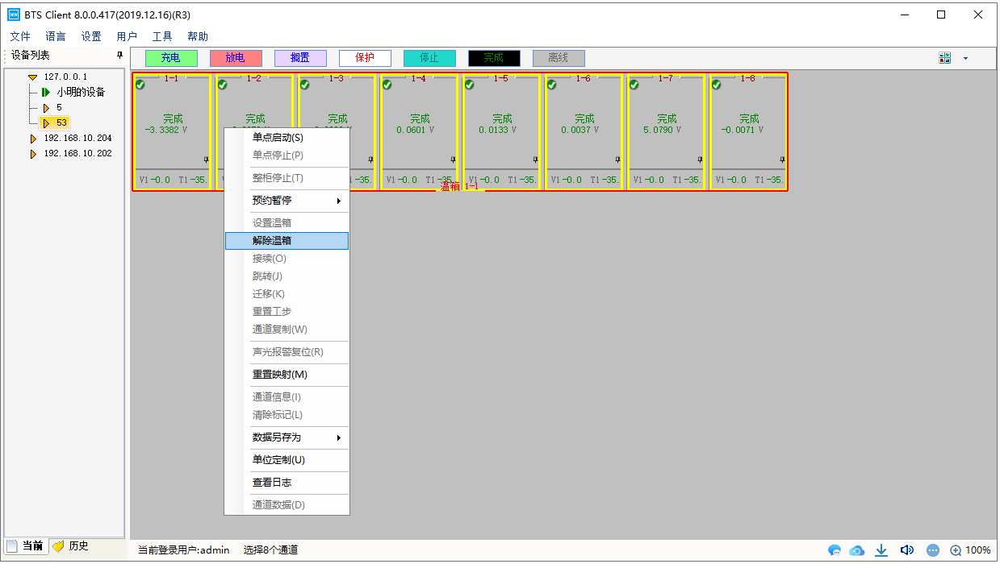 BTS Client 8.0.0.417(2019.12.16)(R3)
文件 语言 设置 用户 工具 帮助
设备列表
充电 放电 搁置 保护 停止 完成 离线
127.0.0.1
小明的设备
5
53
192.168.10.204
192.168.10.202
1-1 1-2 1-3 1-4 1-5 1-6 1-7 1-8
完成 完成 完成 完成 完成 完成 完成 完成
-3.3382 V 0.0601 V 0.0133 V 0.0037 V 5.0790 V -0.0071 V
V1-0.0 T1-35. 1-35. V1-0.0 T1-35. V1-0.0 T1-35. V1-0.0 T1-35. V1-0.0 T1-35. V1-0.0 T1-35.
温箱 1-1
单点启动(S)
单点停止(P)
整柜停止(T)
预约暂停
设置温箱
解除温箱
接续(O)
跳转(J)
迁移(K)
重置工步
通道复制(W)
声光报警复位(R)
重置映射(M)
通道信息(I)
清除标记(L)
数据另存为
单位定制(U)
查看日志
通道数据(D)
当前 历史
当前登录用户:admin 选择8个通道
100%